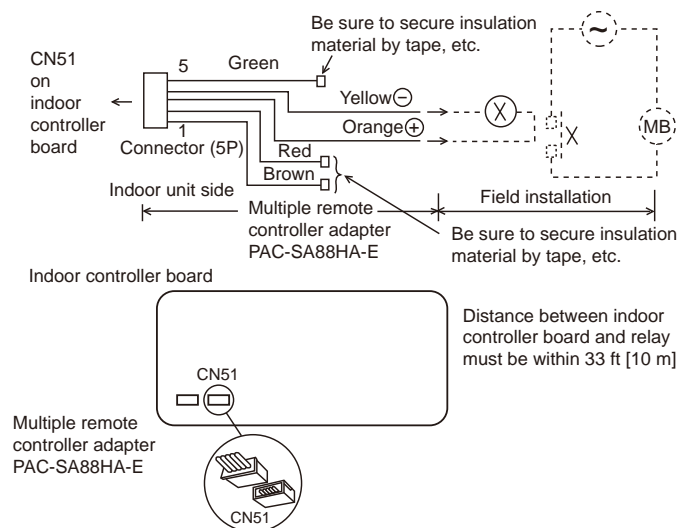 Be sure to secure insulation
material by tape, etc.
CN51
on
indoor
controller
board
5
Green
Yellow⊖
Orange⊕
1
Connector (5P)
Red
Brown
X
X
~
MB
Indoor unit side
Field installation
Multiple remote
controller adapter
PAC-SA88HA-E
Be sure to secure insulation
material by tape, etc.
Indoor controller board
Distance between indoor
controller board and relay
must be within 33 ft [10 m]
CN51
Multiple remote
controller adapter
PAC-SA88HA-E
CN51